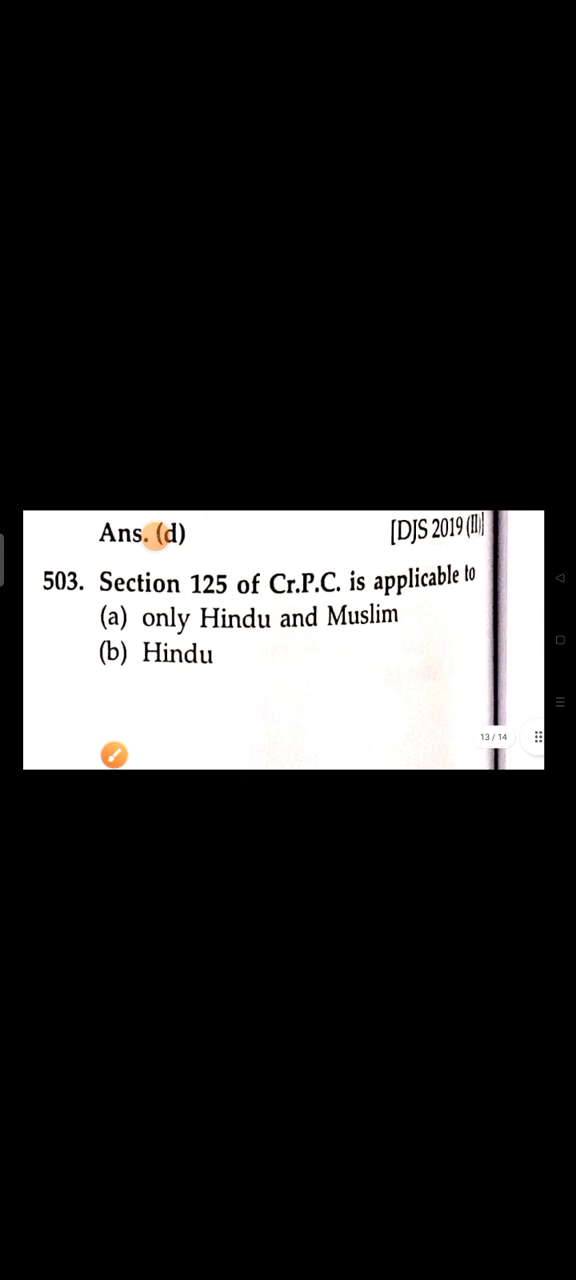 Ans. (d) [DJS 2019 (II)]
503. Section 125 of Cr.P.C. is applicable to
(a) only Hindu and Muslim
(b) Hindu
13 / 14